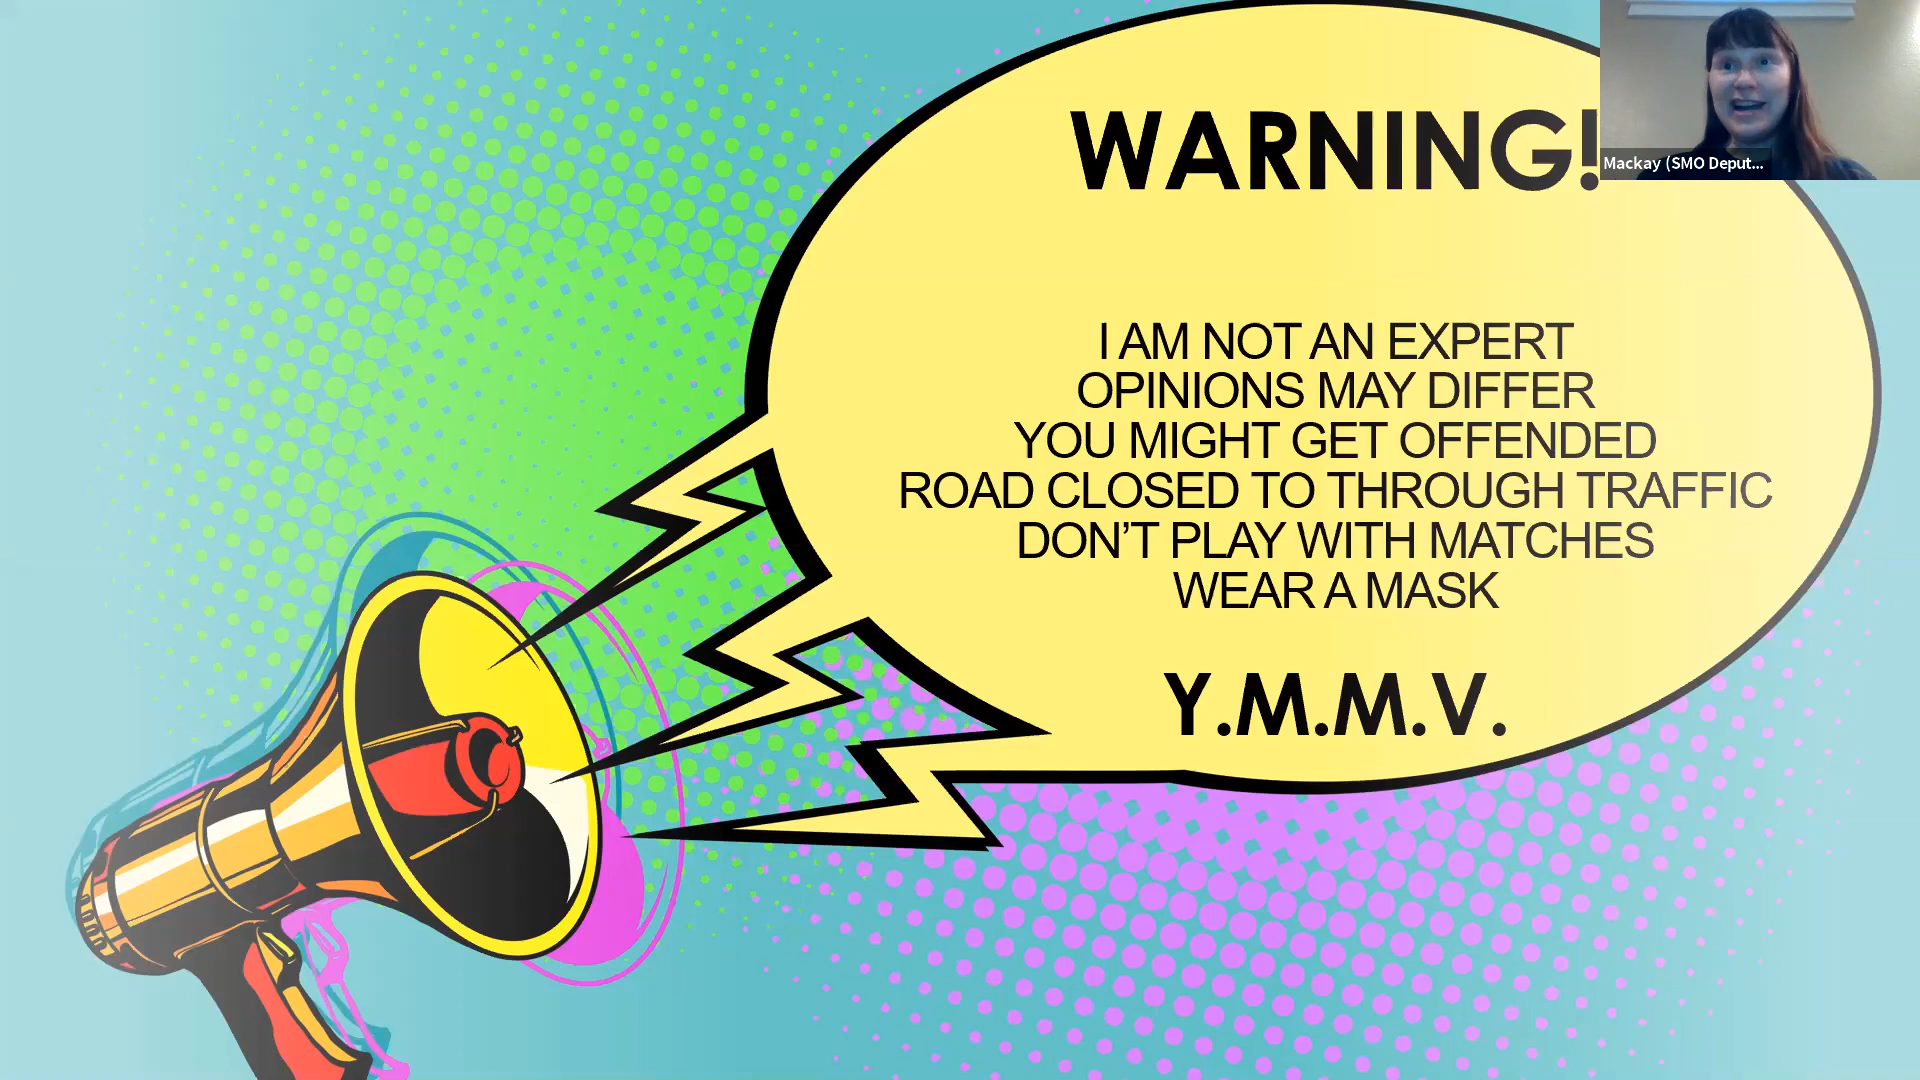 WARNING!
Mackay (SMO Deput...
I AM NOT AN EXPERT
OPINIONS MAY DIFFER
YOU MIGHT GET OFFENDED
ROAD CLOSED TO THROUGH TRAFFIC
DON’T PLAY WITH MATCHES
WEAR A MASK
Y.M.M.V.